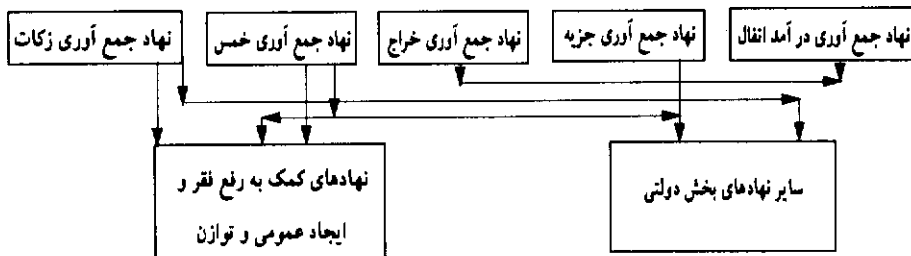 نهاد جمع آوری در آمد انفال
نهاد جمع آوری جزیه
نهاد جمع آوری خراج
نهاد جمع آوری خمس
نهاد جمع آوری زکات
سایر نهادهای بخش دولتی
نهادهای کمک به رفع فقر و
ایجاد عمومی و توازن